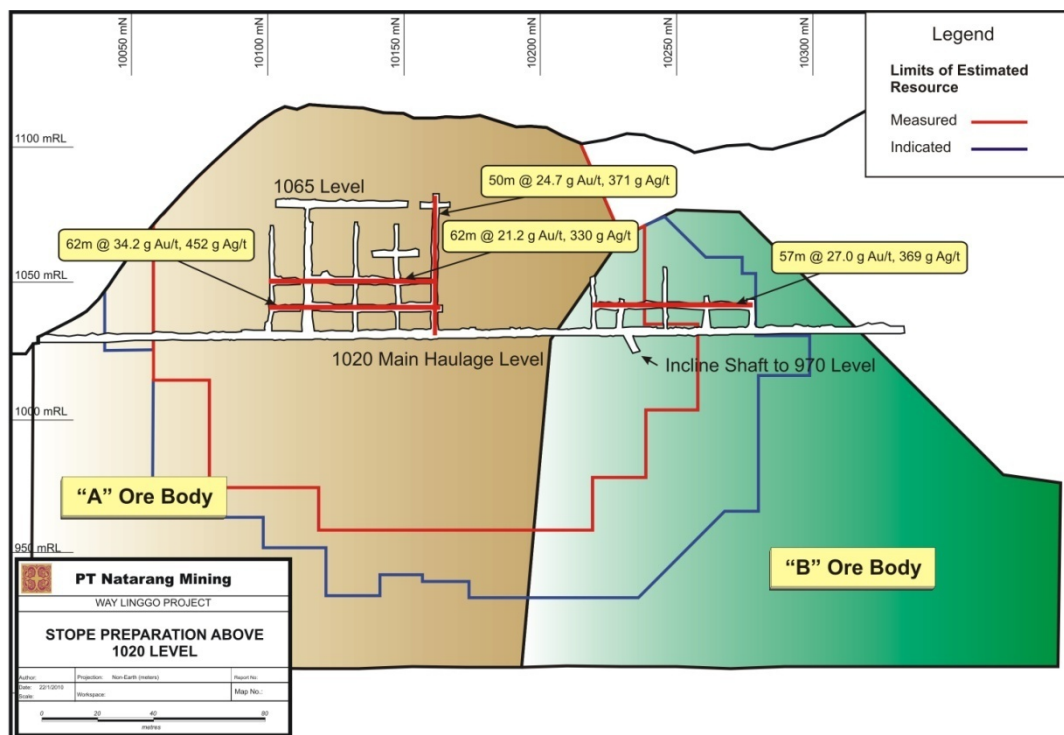 10050 mN
10100 mN
10150 mN
10200 mN
10250 mN
10300 mN
Legend
Limits of Estimated
Resource
Measured
Indicated
1100 mRL
1050 mRL
1000 mRL
950 mRL
1065 Level
50m @ 24.7 g Au/t, 371 g Ag/t
62m @ 34.2 g Au/t, 452 g Ag/t
62m @ 21.2 g Au/t, 330 g Ag/t
57m @ 27.0 g Au/t, 369 g Ag/t
1020 Main Haulage Level
Incline Shaft to 970 Level
“A” Ore Body
“B” Ore Body
PT Natarang Mining
WAY LINGGO PROJECT
STOPE PREPARATION ABOVE
1020 LEVEL
Author:
Projection: Non-Earth (meters)
Report No:
Date: 22/1/2010
Scale:
Workspace:
Map No.:
0 20 40 80
metres